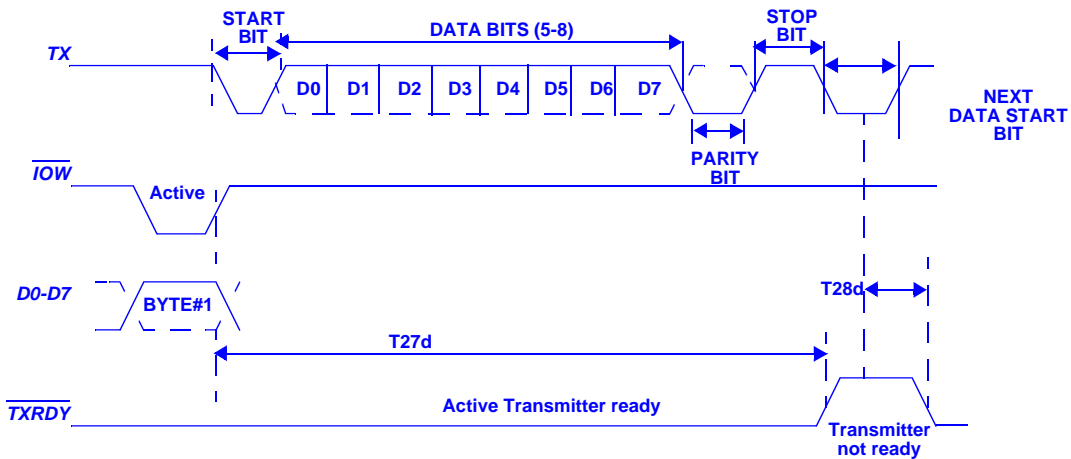 START
BIT
DATA BITS (5-8)
STOP
BIT
TX
D0 D1 D2 D3 D4 D5 D6 D7
NEXT
DATA START
BIT
PARITY
BIT
IOW
Active
D0-D7
BYTE#1
T28d
T27d
TXRDY
Active Transmitter ready
Transmitter
not ready